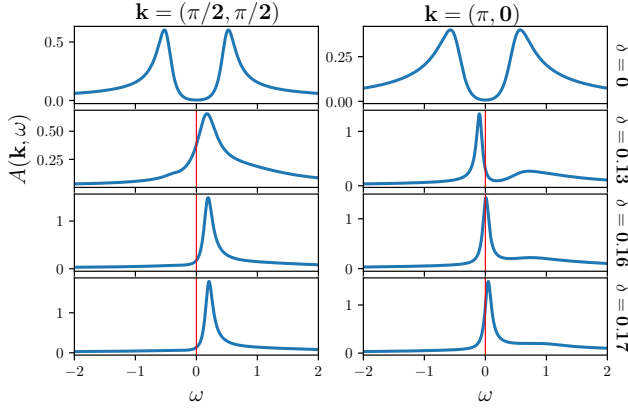 k = (π/2, π/2)
k = (π, 0)
A(k, ω)
0.5
0.0
0.25
0.00
δ = 0
0.50
0.25
1
0
δ = 0.13
1
0
1
0
δ = 0.16
1
0
1
0
δ = 0.17
−2 −1 0 1 2
−2 −1 0 1 2
ω
ω